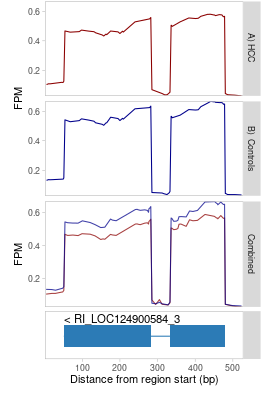 0.6
0.4
0.2
FPM
A) HCC
0.6
0.4
0.2
B) Controls
0.6
0.4
0.2
FPM
Combined
< RI_LOC124900584_3
100 200 300 400 500
Distance from region start (bp)